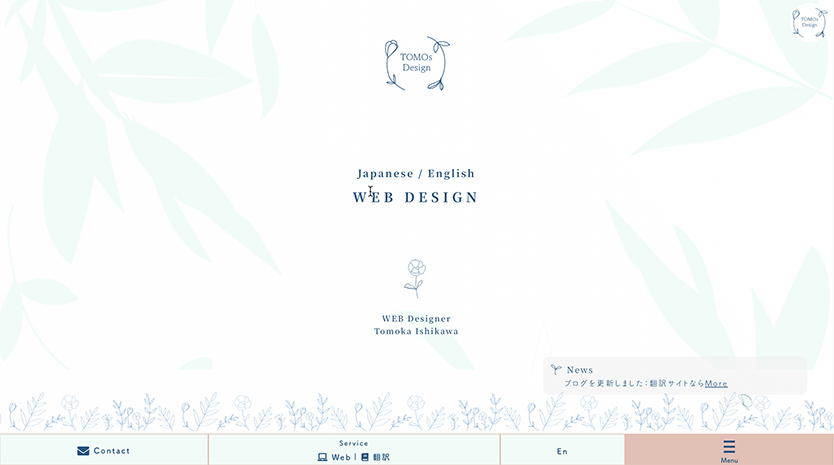 TOMOs
Design
TOMOs
Design
Japanese / English
WEB DESIGN
WEB Designer
Tomoka Ishikawa
News
ブログを更新しました：翻訳サイトならMore
Contact
Service
Web | 翻訳
En
Menu